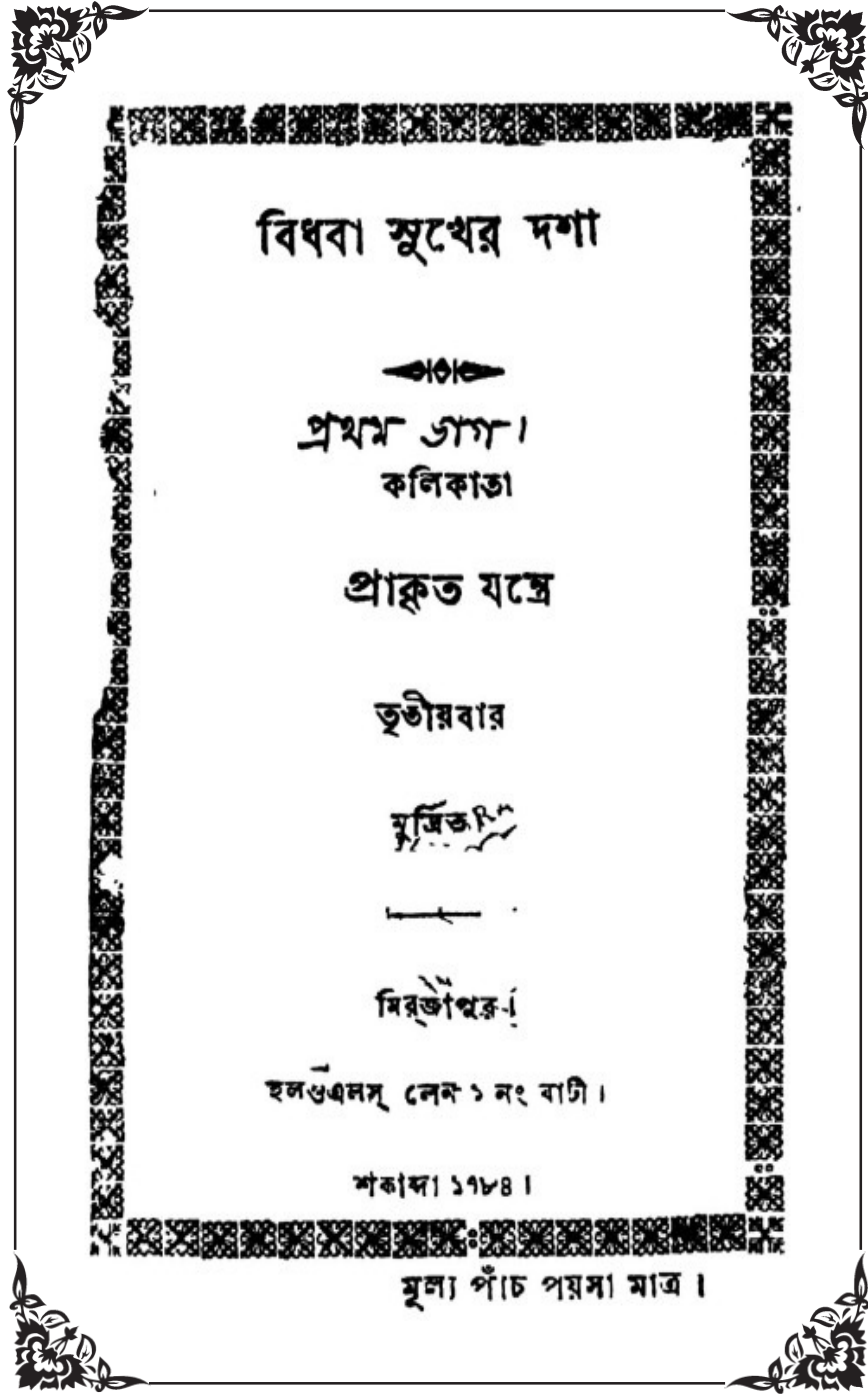 বিধবা সুখের দশা
প্রথম ভাগ।
কলিকাতা
প্রাকৃত যন্ত্রে
তৃতীয়বার
মুদ্রিত
মিরজাপুর।
হলওএলস্ লেন ১ নং বাটী।
শকাব্দা ১৭৮৪।
মূল্য পাঁচ পয়সা মাত্র।